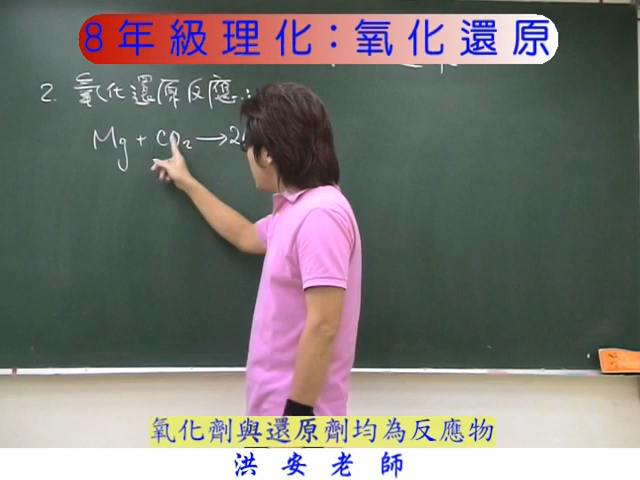 8年級理化：氧化還原
2. 氧化還原反應：
Mg + CO₂ → 2
氧化劑與還原劑均為反應物
洪安老師